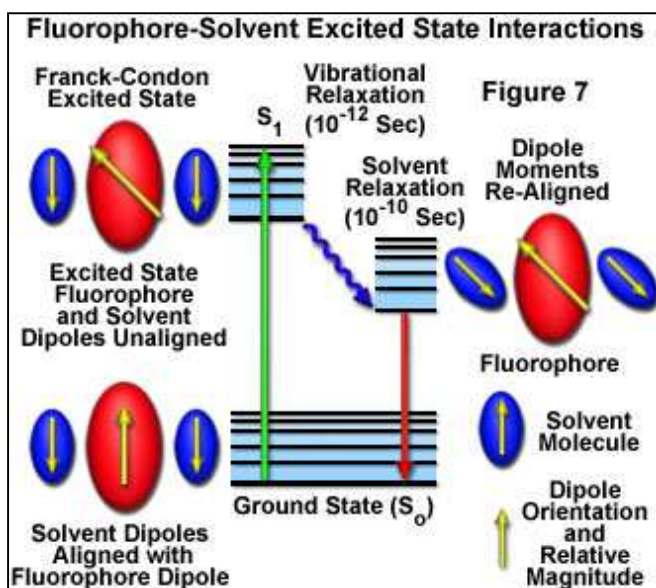 Fluorophore-Solvent Excited State Interactions
Franck-Condon
Excited State
S1
Vibrational
Relaxation
(10-12 Sec)
Figure 7
Solvent
Relaxation
(10-10 Sec)
Dipole
Moments
Re-Aligned
Excited State
Fluorophore
and Solvent
Dipoles Unaligned
Fluorophore
Solvent
Molecule
Ground State (So)
Solvent Dipoles
Aligned with
Fluorophore Dipole
Dipole
Orientation
and
Relative
Magnitude